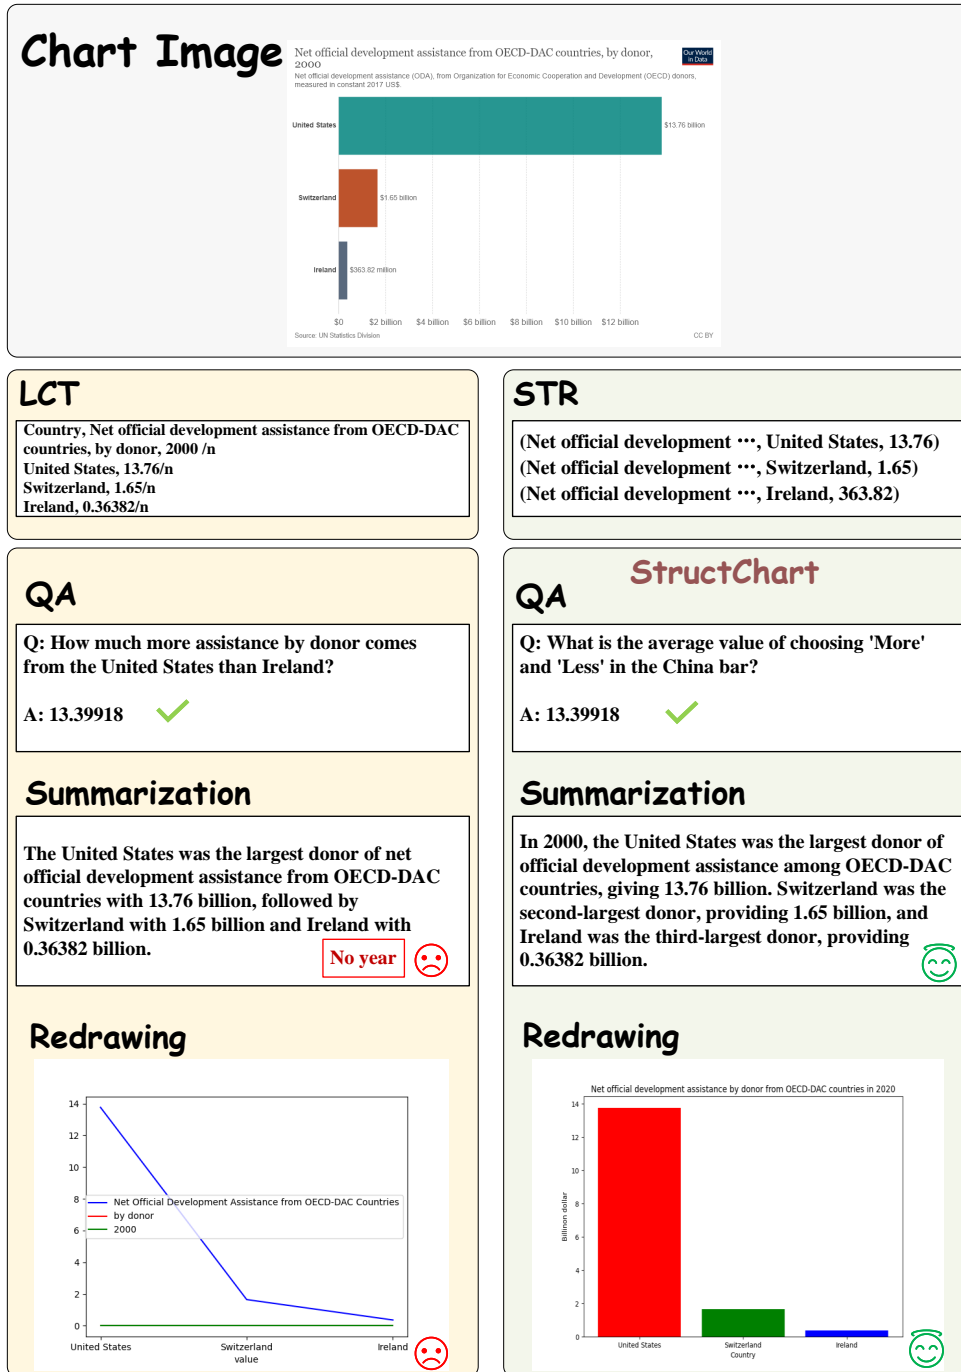 Chart Image
Net official development assistance from OECD-DAC countries, by donor,
2000
Our World
in Data
Net official development assistance (ODA), from Organization for Economic Cooperation and Development (OECD) donors,
measured in constant 2017 US$.
United States
$13.76 billion
Switzerland
$1.65 billion
Ireland
$363.82 million
$0 $2 billion $4 billion $6 billion $8 billion $10 billion $12 billion
Source: UN Statistics Division
CC BY
LCT
Country, Net official development assistance from OECD-DAC
countries, by donor, 2000 /n
United States, 13.76/n
Switzerland, 1.65/n
Ireland, 0.36382/n
STR
(Net official development ⋯, United States, 13.76)
(Net official development ⋯, Switzerland, 1.65)
(Net official development ⋯, Ireland, 363.82)
QA
Q: How much more assistance by donor comes
from the United States than Ireland?
A: 13.39918
Summarization
The United States was the largest donor of net
official development assistance from OECD-DAC
countries with 13.76 billion, followed by
Switzerland with 1.65 billion and Ireland with
0.36382 billion.
No year
Redrawing
14
12
10
8
6
4
2
0
Net Official Development Assistance from OECD-DAC Countries
by donor
2000
United States Switzerland Ireland
value
StructChart
QA
Q: What is the average value of choosing 'More'
and 'Less' in the China bar?
A: 13.39918
Summarization
In 2000, the United States was the largest donor of
official development assistance among OECD-DAC
countries, giving 13.76 billion. Switzerland was the
second-largest donor, providing 1.65 billion, and
Ireland was the third-largest donor, providing
0.36382 billion.
Redrawing
Net official development assistance by donor from OECD-DAC countries in 2020
14
12
10
8
6
4
2
0
Billinon dollar
United States Switzerland Ireland
Country